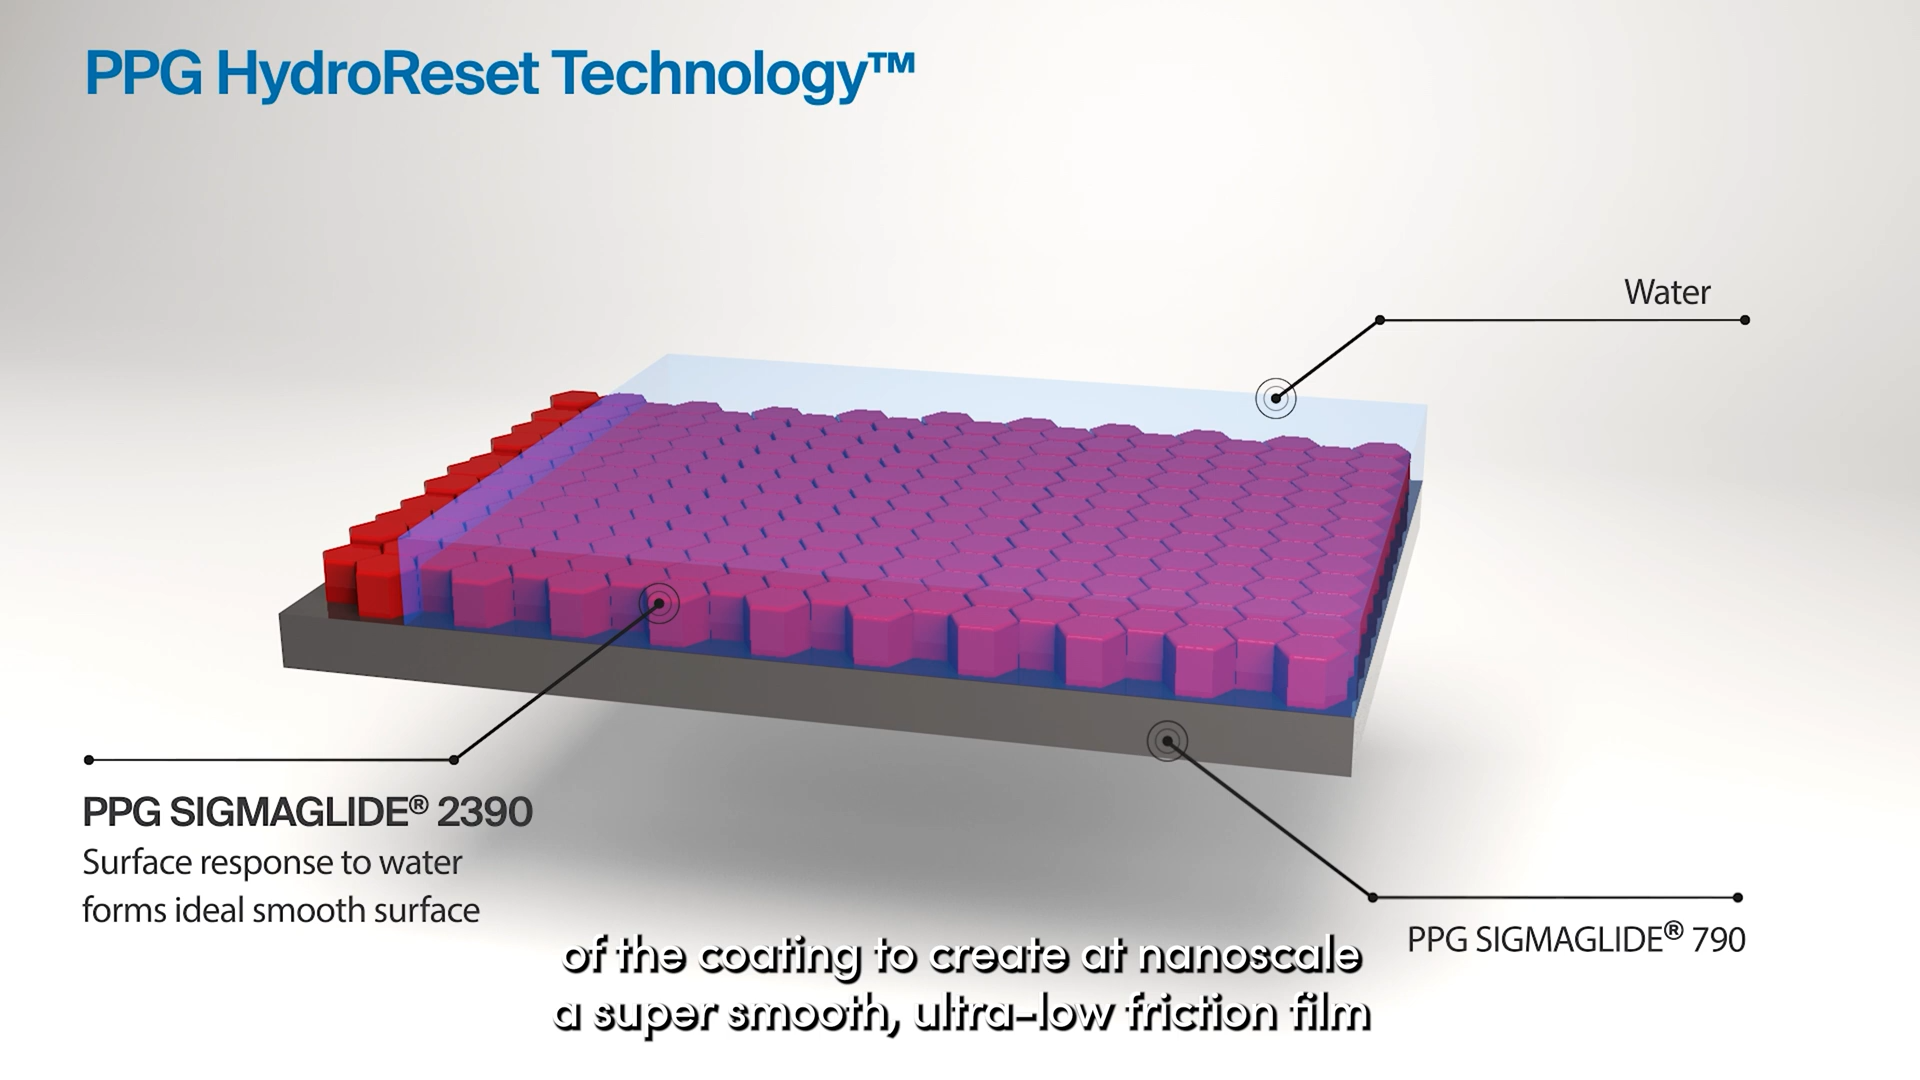 PPG HydroReset Technology™
Water
PPG SIGMAGLIDE® 2390
Surface response to water
forms ideal smooth surface
PPG SIGMAGLIDE® 790
of the coating to create at nanoscale
a super smooth, ultra-low friction film